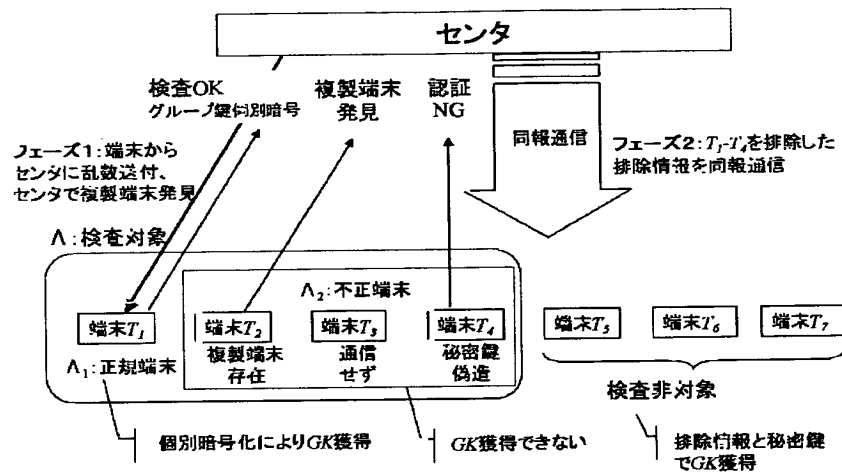 センタ
検査OK
グループ鍵個別暗号
複製端末
発見
認証
NG
同報通信
フェーズ1:端末から
センタに乱数送付、
センタで複製端末発見
フェーズ2:T1-T4を排除した
排除情報を同報通信
Λ:検査対象
Λ2:不正端末
端末T1
端末T2
端末T3
端末T4
端末T5
端末T6
端末T7
Λ1:正規端末
複製端末
存在
通信
せず
秘密鍵
偽造
検査非対象
個別暗号化によりGK獲得
GK獲得できない
排除情報と秘密鍵
でGK獲得